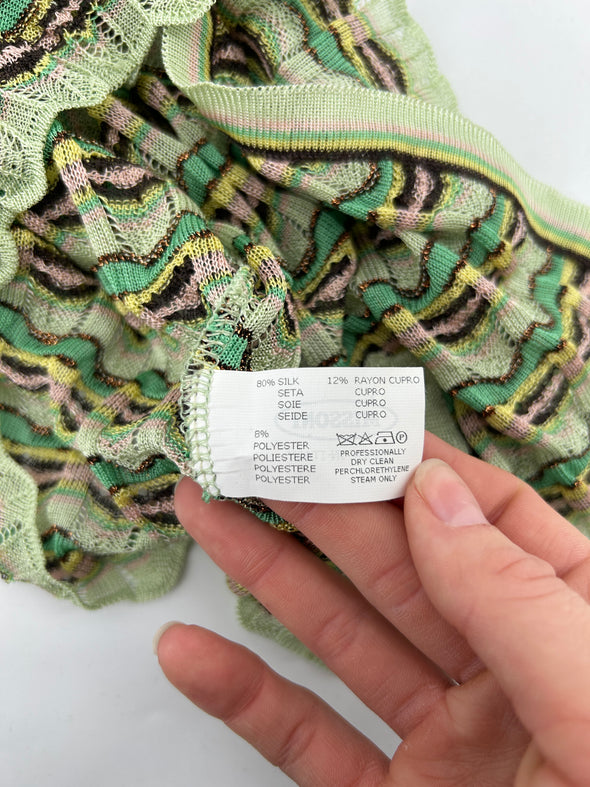 80% SILK
SETA
SOIE
SEIDE
12% RAYON CUPRO
CUPRO
CUPRO
CUPRO
8%
POLYESTER
POLIESTERE
POLYESTERE
POLYESTER
P
PROFESSIONALLY
DRY CLEAN
PERCHLORETHYLENE
STEAM ONLY